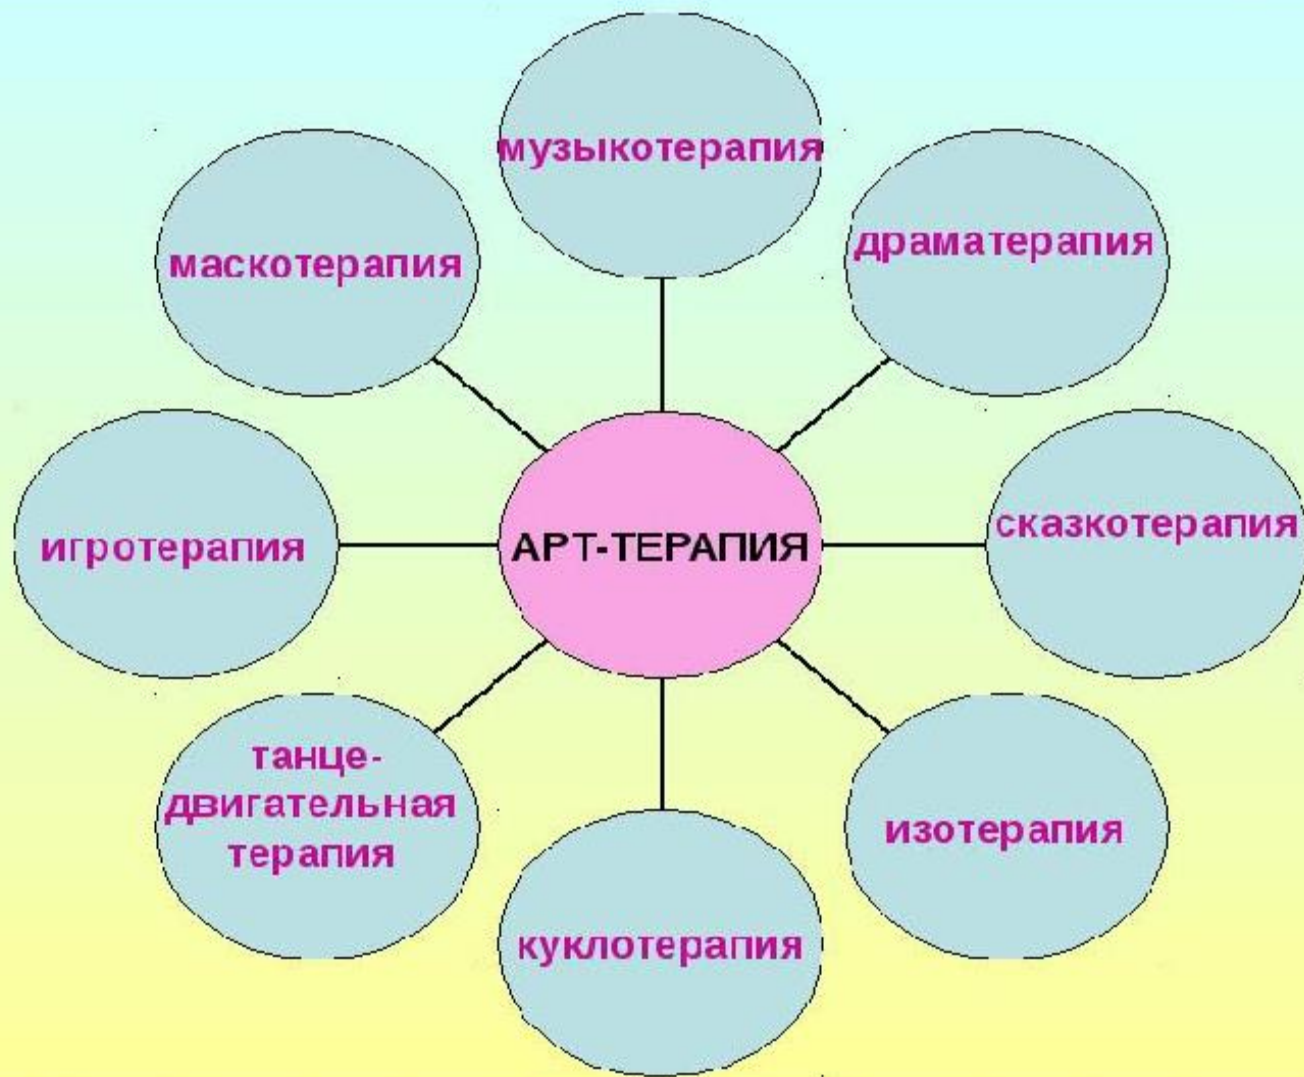 музыкотерапия
драматерапия
маскотерапия
сказкотерапия
АРТ-ТЕРАПИЯ
игротерапия
танце-
двигательная
терапия
изотерапия
куклотерапия